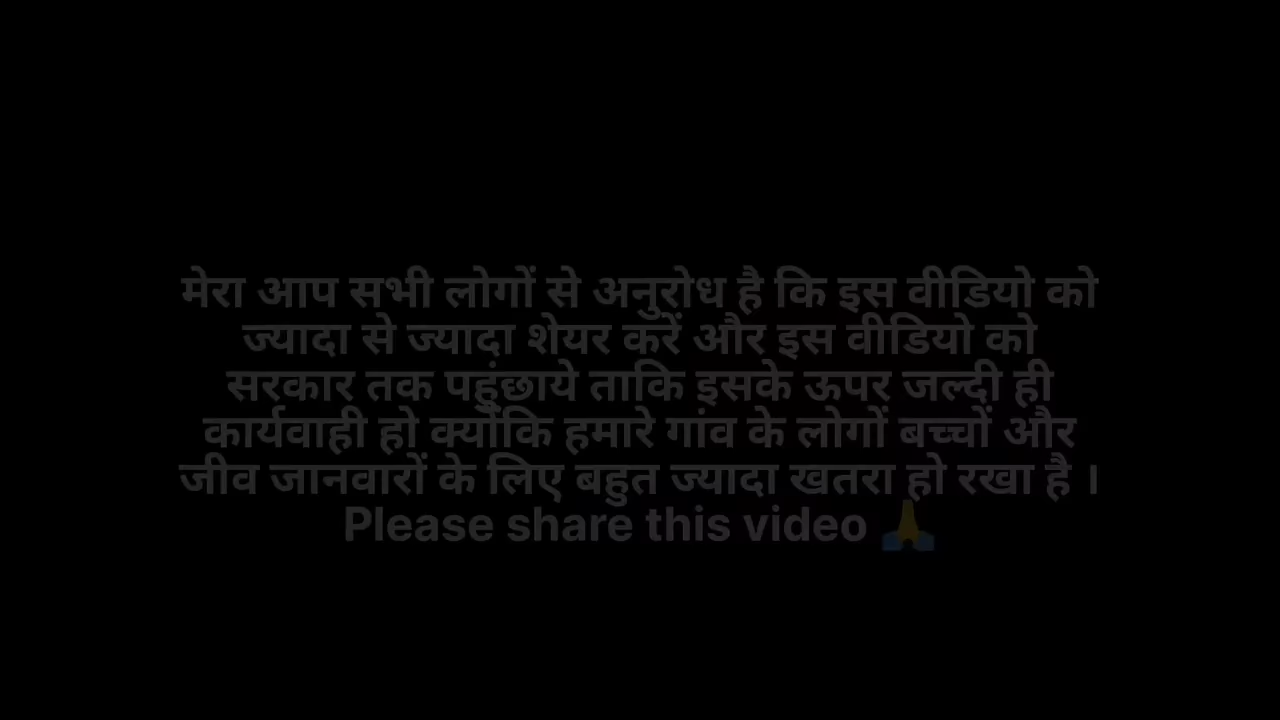 मेरा आप सभी लोगों से अनुरोध है कि इस वीडियो को
ज्यादा से ज्यादा शेयर करें और इस वीडियो को
सरकार तक पहुंछाये ताकि इसके ऊपर जल्दी ही
कार्यवाही हो क्योंकि हमारे गांव के लोगों बच्चों और
जीव जानवारों के लिए बहुत ज्यादा खतरा हो रखा है ।
Please share this video 🙏